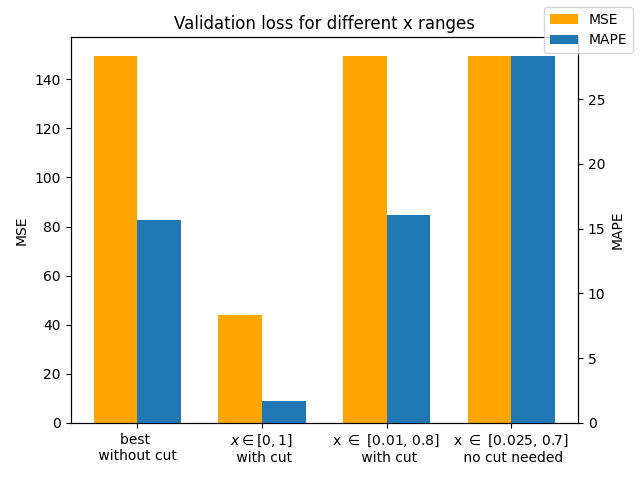 Validation loss for different x ranges
MSE
MAPE
140
120
100
80
60
40
20
0
MSE
25
20
15
10
5
0
MAPE
best
without cut
x ∈ [0, 1]
with cut
x ∈ [0.01, 0.8]
with cut
x ∈ [0.025, 0.7]
no cut needed